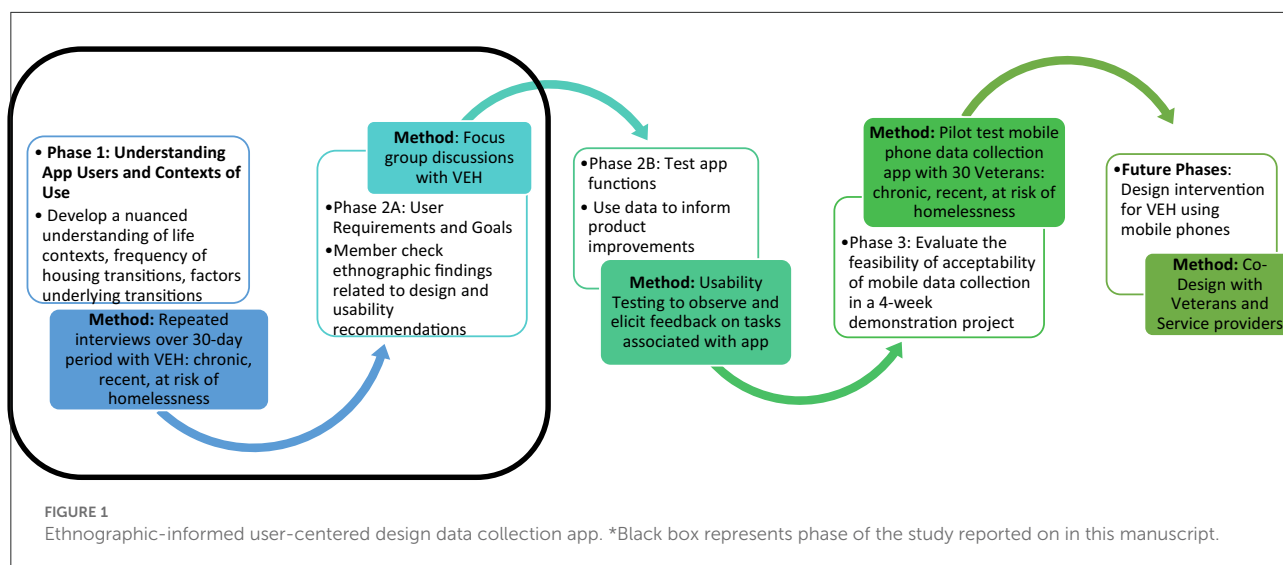 • Phase 1: Understanding
App Users and Contexts of
Use
• Develop a nuanced
understanding of life
contexts, frequency of
housing transitions, factors
underlying transitions
Method: Repeated
interviews over 30-day
period with VEH: chronic,
recent, at risk of
homelessness
Method: Focus
group discussions
with VEH
•Phase 2A: User
Requirements and Goals
•Member check
ethnographic findings
related to design and
usability
recommendations
•Phase 2B: Test app
functions
• Use data to inform
product
improvements
Method: Usability
Testing to observe and
elicit feedback on tasks
associated with app
Method: Pilot test mobile
phone data collection
app with 30 Veterans:
chronic, recent, at risk of
homelessness
•Phase 3: Evaluate the
feasibility of acceptability
of mobile data collection
in a 4-week
demonstration project
•Future Phases:
Design intervention
for VEH using
mobile phones
Method: Co-
Design with
Veterans and
Service providers
FIGURE 1
Ethnographic-informed user-centered design data collection app. *Black box represents phase of the study reported on in this manuscript.